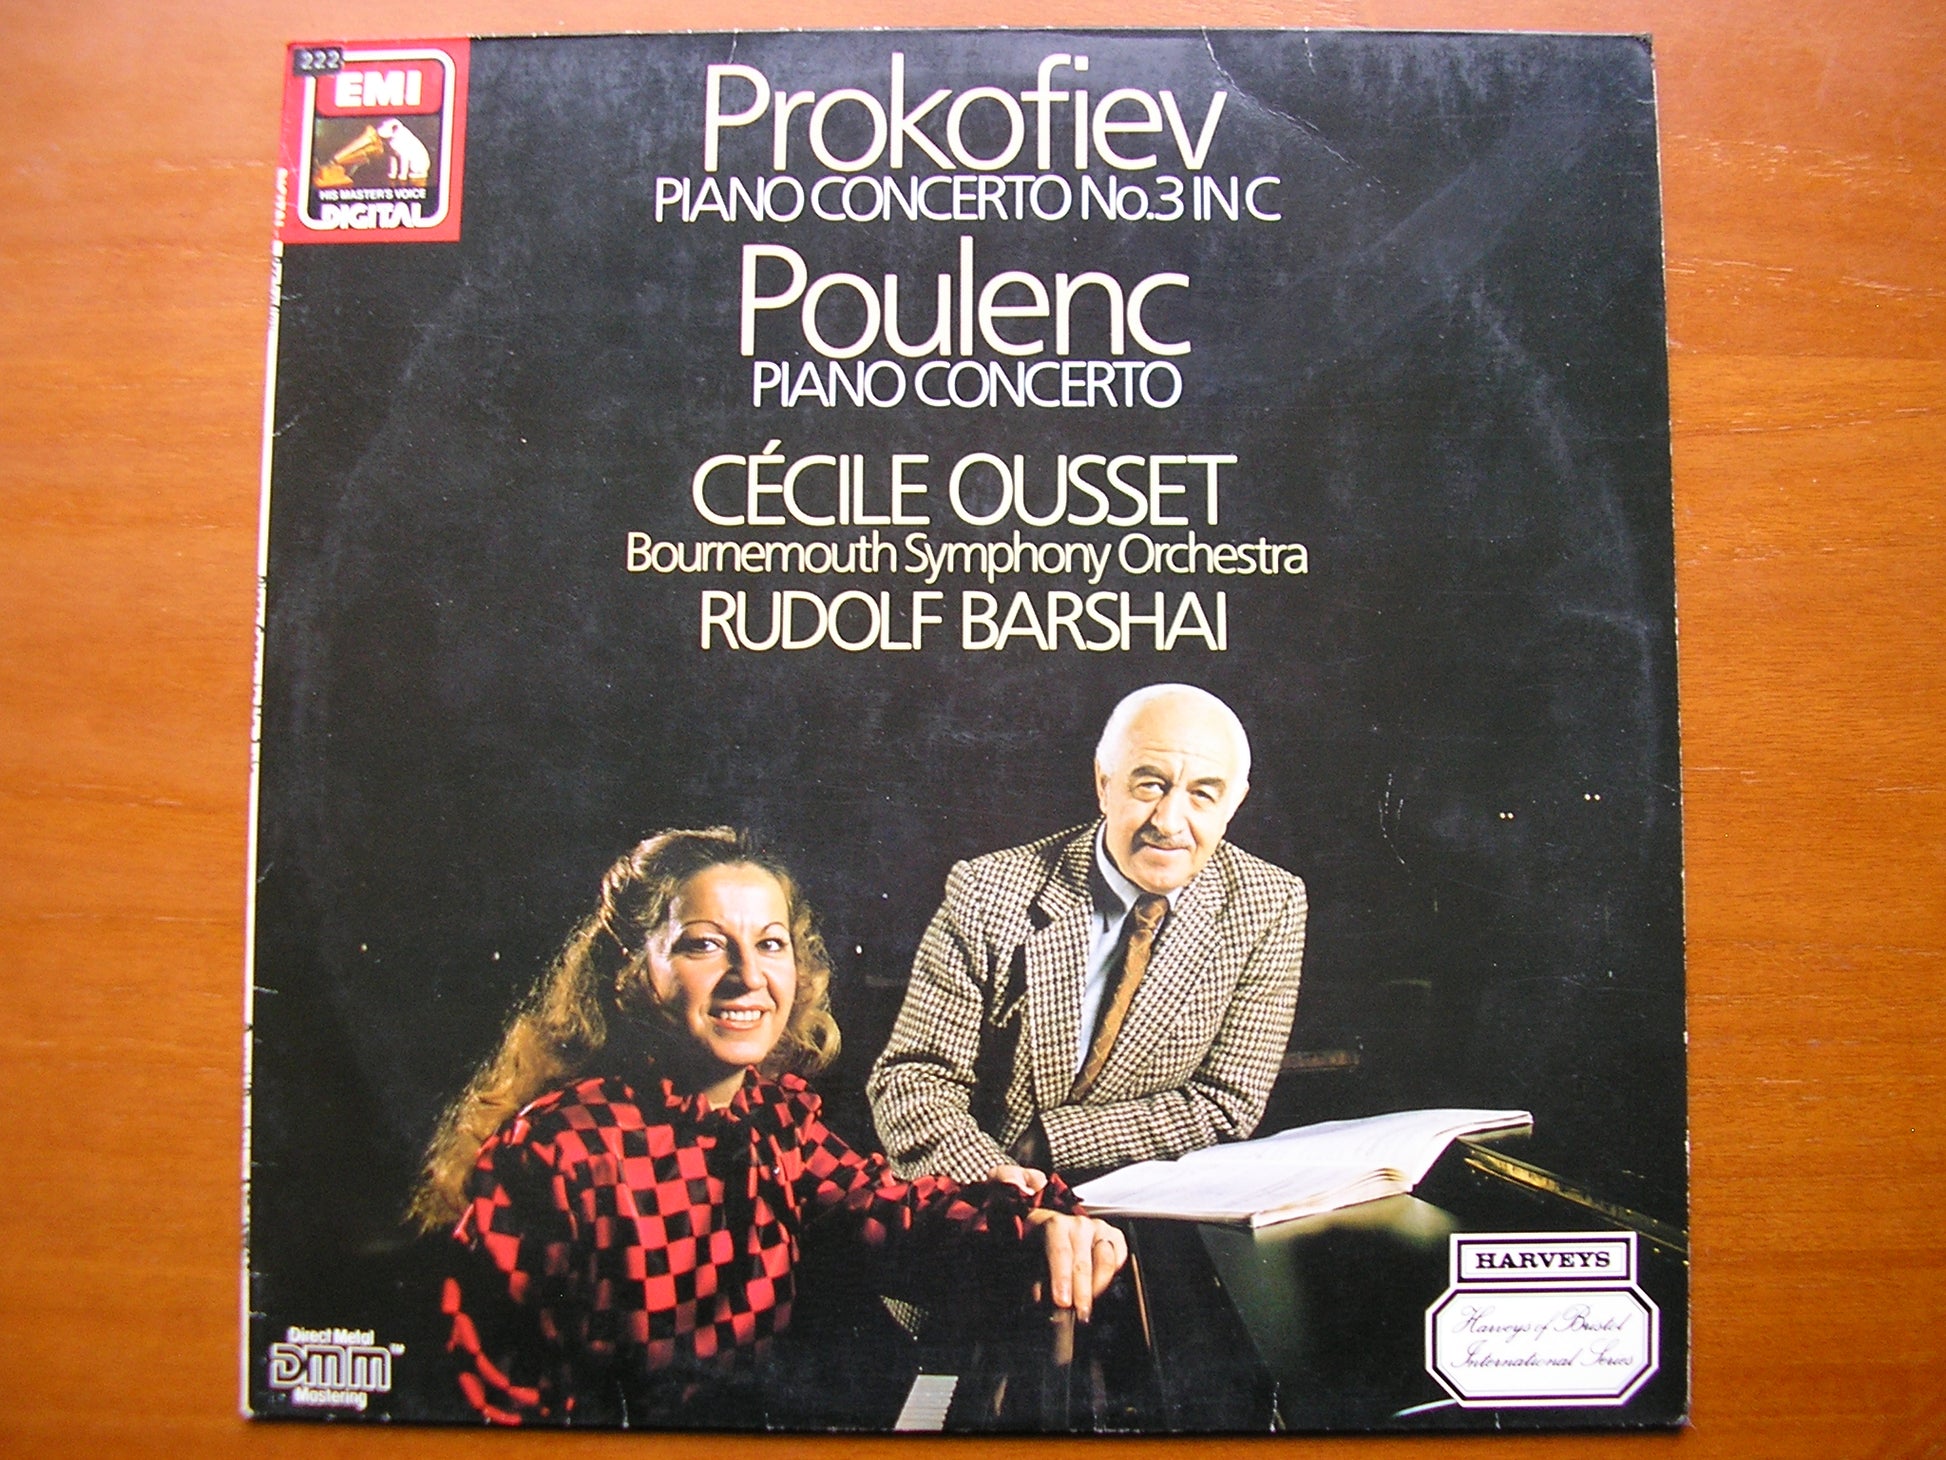 222
EMI
HIS MASTER'S VOICE
DIGITAL
Prokofiev
PIANO CONCERTO No.3 IN C
Poulenc
PIANO CONCERTO
CÉCILE OUSSET
Bournemouth Symphony Orchestra
RUDOLF BARSHAI
HARVEYS
Harveys of Bristol
International Series
Direct Metal
DMM™
Mastering